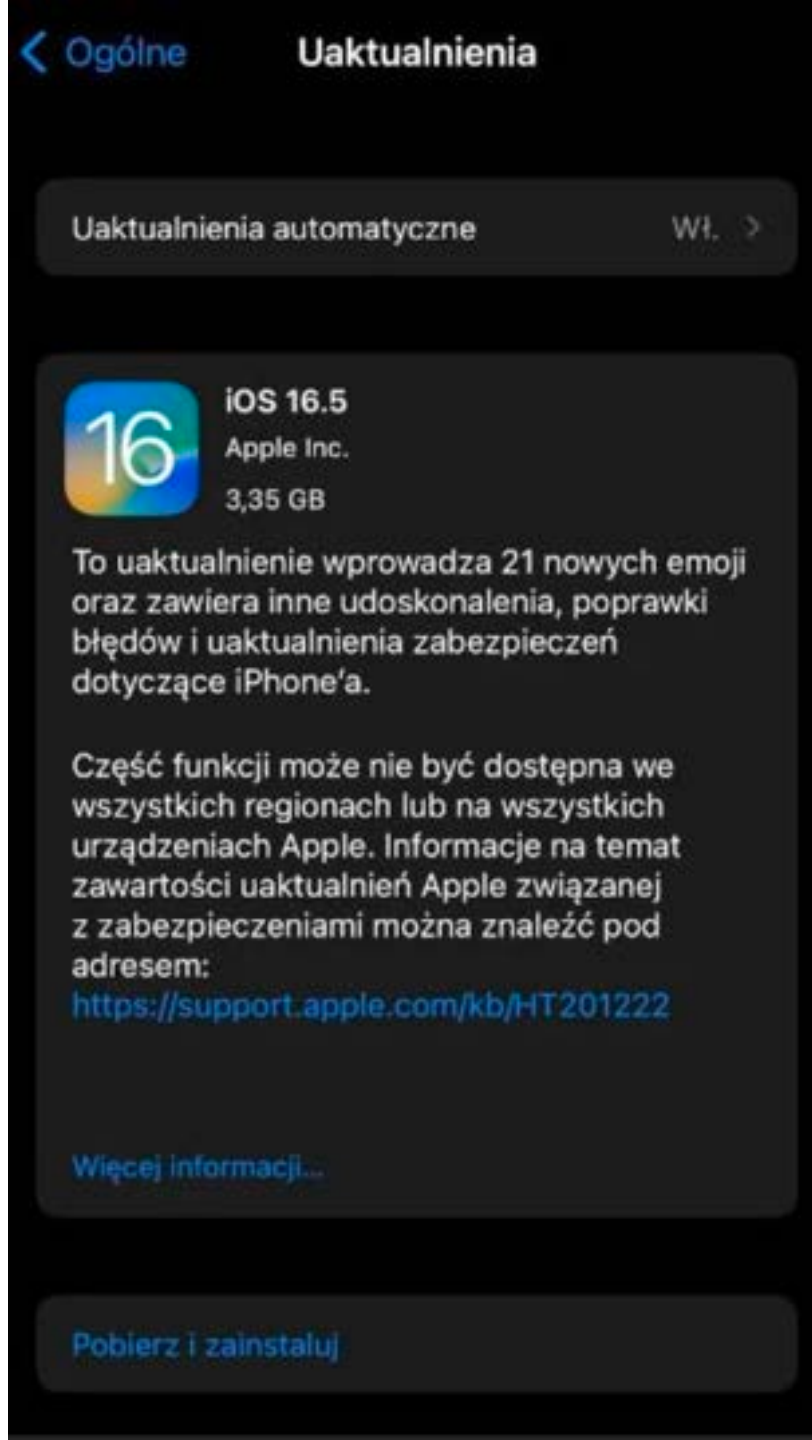 Ogólne
Uaktualnienia
Uaktualnienia automatyczne
Wł.
16
iOS 16.5
Apple Inc.
3,35 GB
To uaktualnienie wprowadza 21 nowych emoji
oraz zawiera inne udoskonalenia, poprawki
błędów i uaktualnienia zabezpieczeń
dotyczące iPhone'a.
Część funkcji może nie być dostępna we
wszystkich regionach lub na wszystkich
urządzeniach Apple. Informacje na temat
zawartości uaktualnień Apple związanej
z zabezpieczeniami można znaleźć pod
adresem:
https://support.apple.com/kb/HT201222
Więcej informacji...
Pobierz i zainstaluj